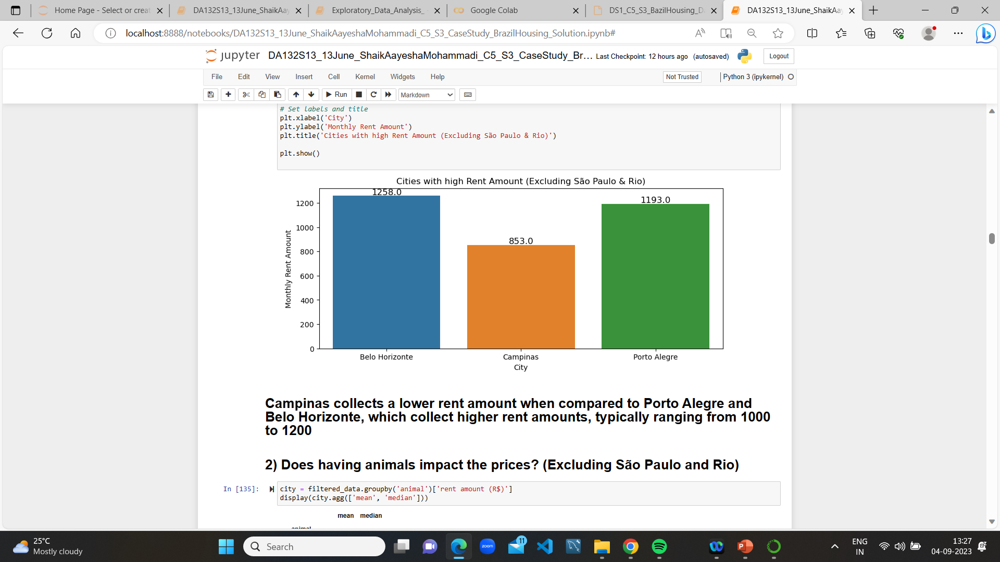 Home Page - Select or creat
DA132S13_13June_ShaikAay
Exploratory_Data_Analysis_
Google Colab
DS1_C5_S3_BazilHousing_D
DA132S13_13June_ShaikAay
localhost:8888/notebooks/DA132S13_13June_ShaikAayeshaMohammadi_C5_S3_CaseStudy_BrazilHousing_Solution.ipynb#
jupyter DA132S13_13June_ShaikAayeshaMohammadi_C5_S3_CaseStudy_Br… Last Checkpoint: 12 hours ago (autosaved)
Logout
File Edit View Insert Cell Kernel Widgets Help
Not Trusted
Python 3 (ipykernel)
Run
Markdown
# Set labels and title
plt.xlabel('City')
plt.ylabel('Monthly Rent Amount')
plt.title('Cities with high Rent Amount (Excluding São Paulo & Rio)')
plt.show()
Cities with high Rent Amount (Excluding São Paulo & Rio)
1258.0
853.0
1193.0
1200
1000
800
600
400
200
0
Monthly Rent Amount
Belo Horizonte
Campinas
Porto Alegre
City
Campinas collects a lower rent amount when compared to Porto Alegre and
Belo Horizonte, which collect higher rent amounts, typically ranging from 1000
to 1200
2) Does having animals impact the prices? (Excluding São Paulo and Rio)
In [135]:
city = filtered_data.groupby('animal')['rent amount (R$)']
display(city.agg(['mean', 'median']))
mean median
animal
25°C
Mostly cloudy
Search
zoom
11
ENG
IN
13:27
04-09-2023